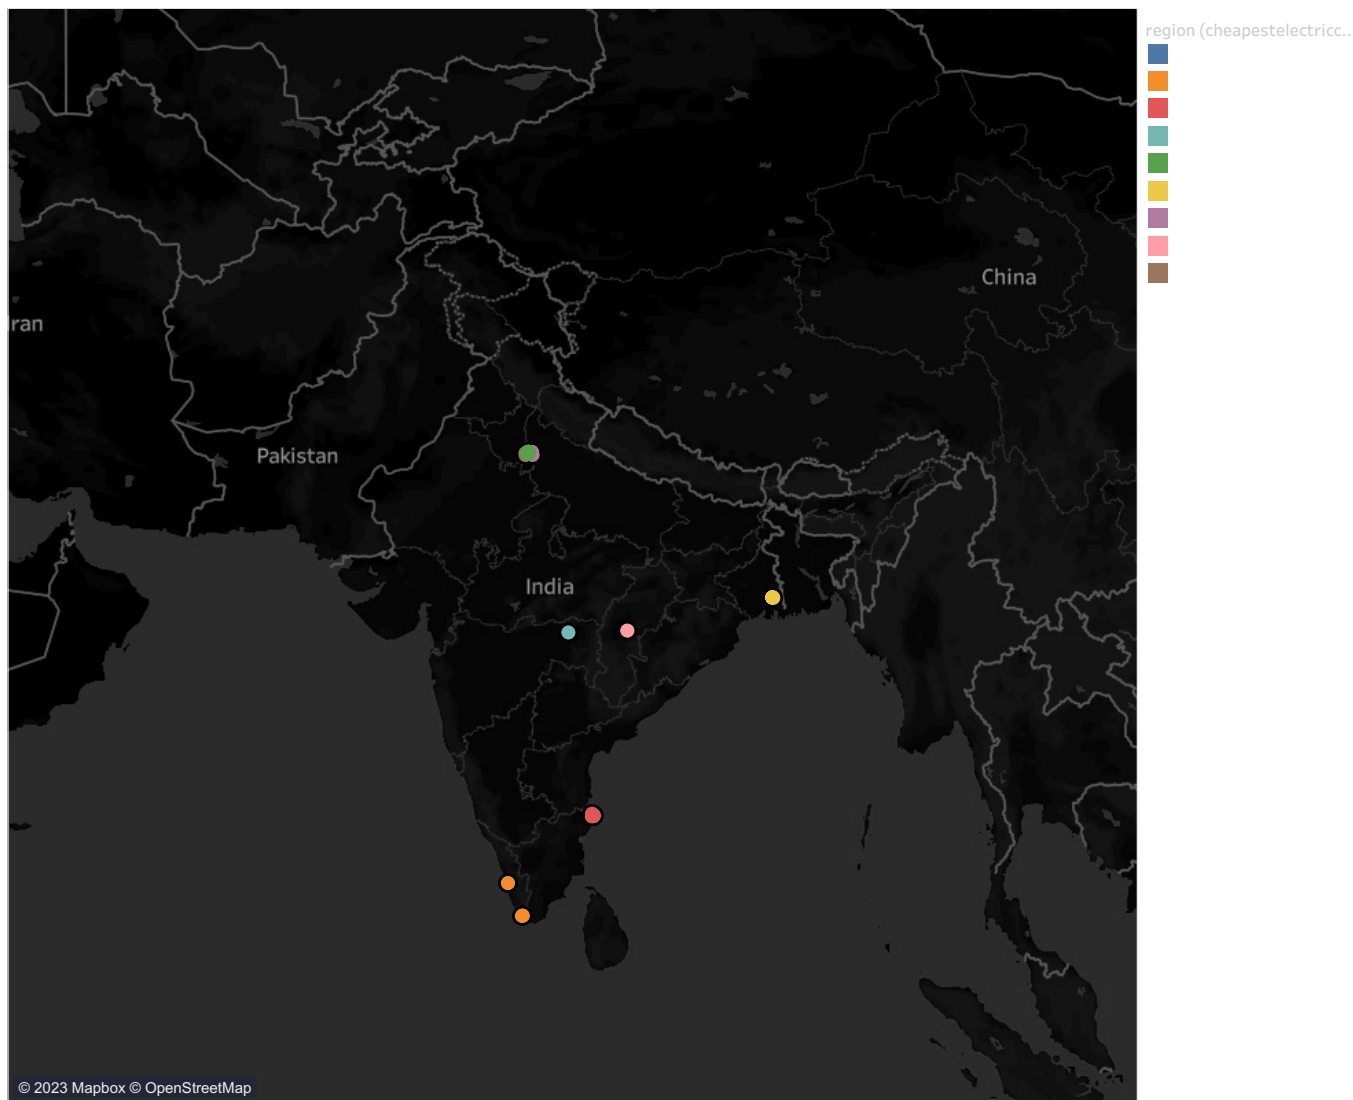 region (cheapestelectricc..
China
Iran
Pakistan
India
© 2023 Mapbox © OpenStreetMap